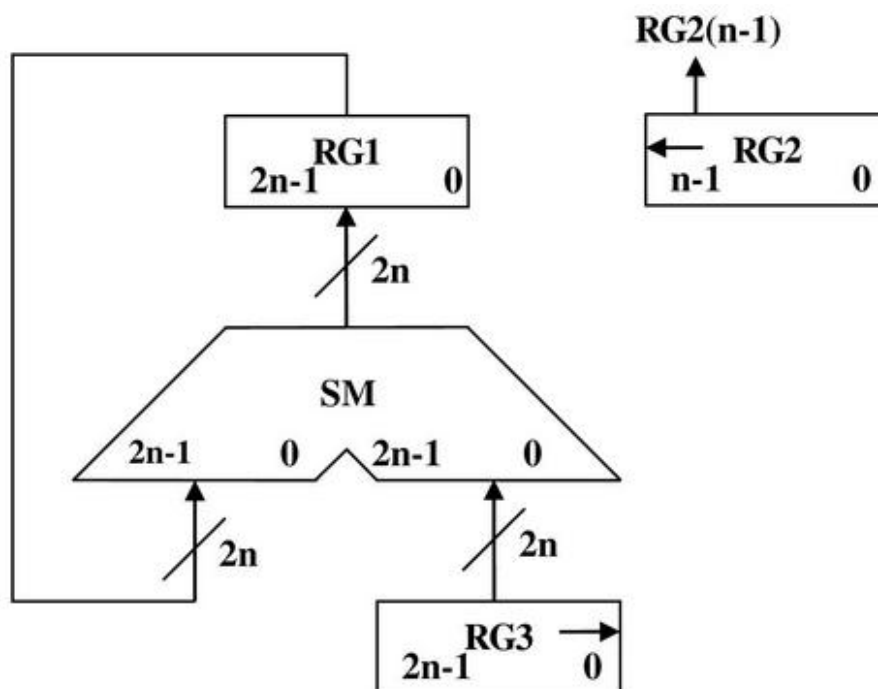 RG2(n-1)
RG1
2n-1 0
RG2
n-1 0
2n
SM
2n-1 0 2n-1 0
2n 2n
RG3
2n-1 0